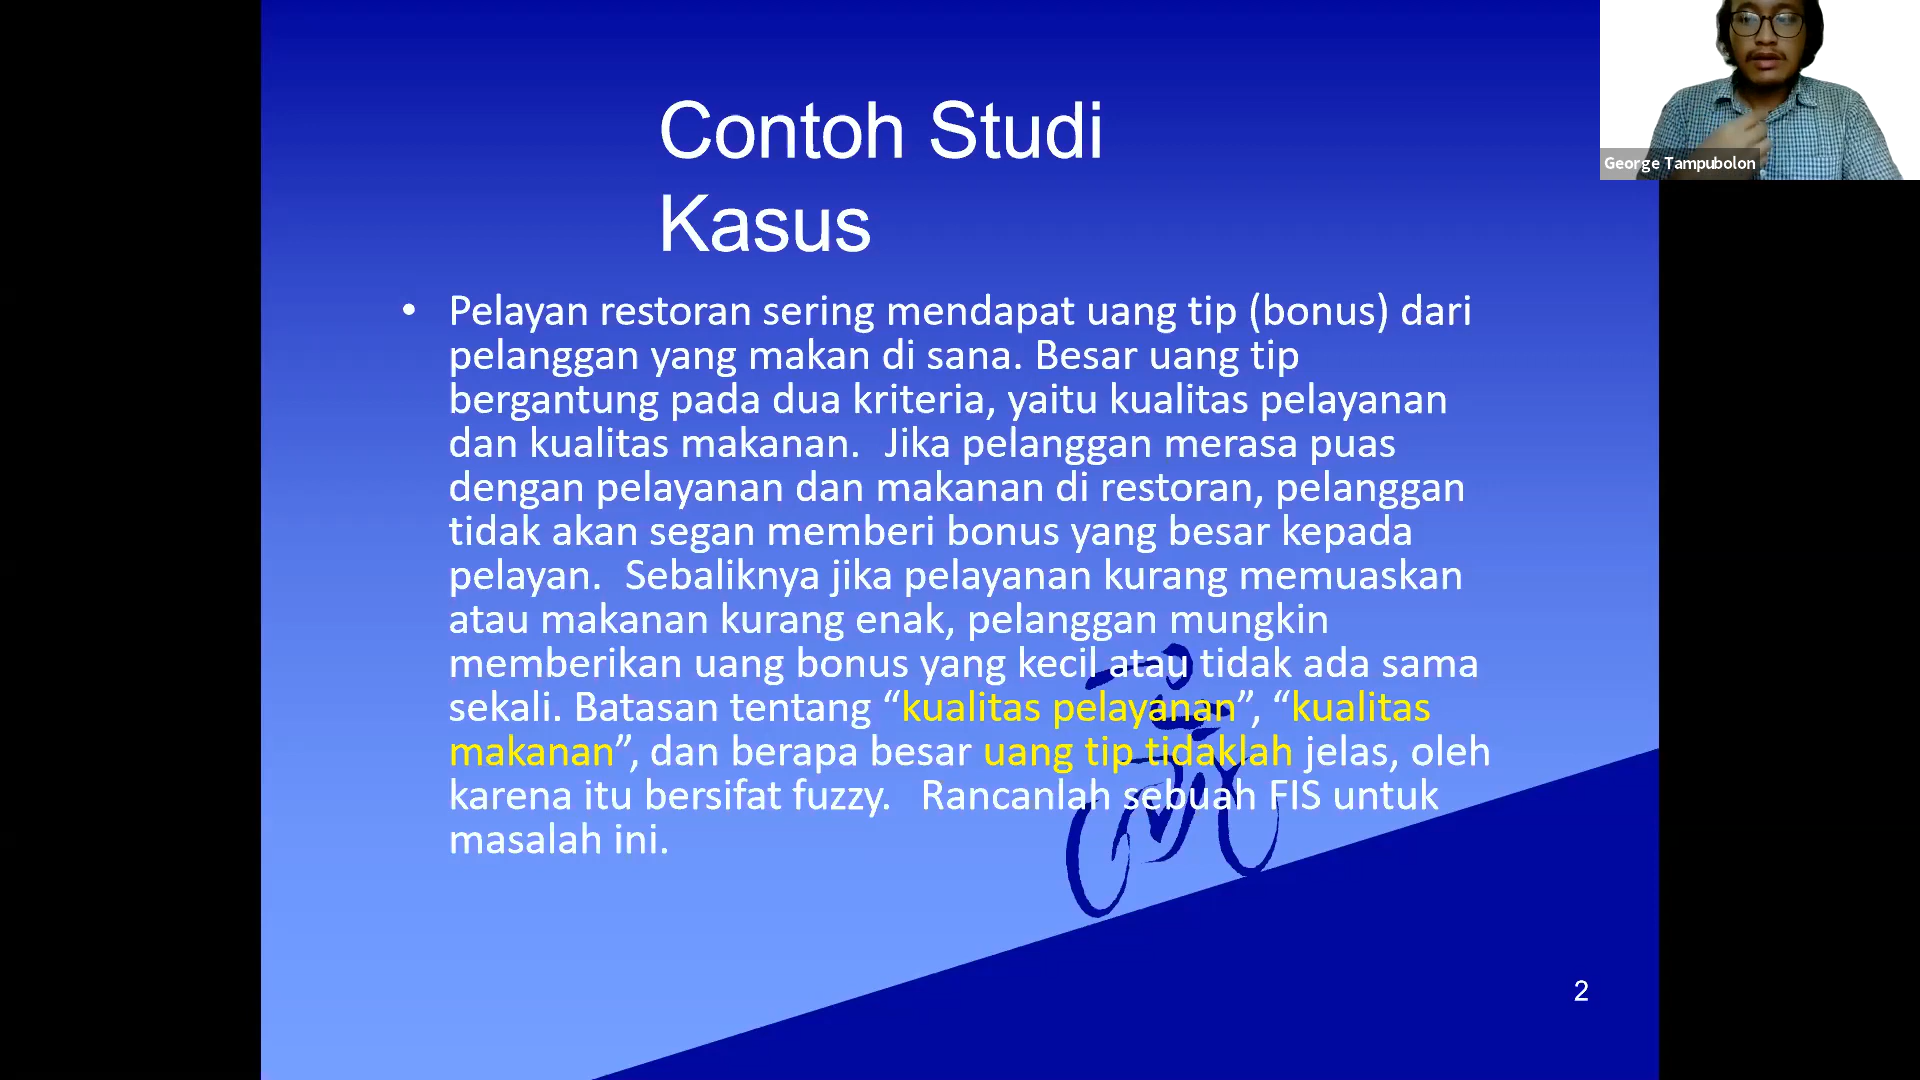 Contoh Studi
Kasus
George Tampubolon
• Pelayan restoran sering mendapat uang tip (bonus) dari
pelanggan yang makan di sana. Besar uang tip
bergantung pada dua kriteria, yaitu kualitas pelayanan
dan kualitas makanan.  Jika pelanggan merasa puas
dengan pelayanan dan makanan di restoran, pelanggan
tidak akan segan memberi bonus yang besar kepada
pelayan.  Sebaliknya jika pelayanan kurang memuaskan
atau makanan kurang enak, pelanggan mungkin
memberikan uang bonus yang kecil atau tidak ada sama
sekali. Batasan tentang “kualitas pelayanan”, “kualitas
makanan”, dan berapa besar uang tip tidaklah jelas, oleh
karena itu bersifat fuzzy.   Rancanlah sebuah FIS untuk
masalah ini.
2